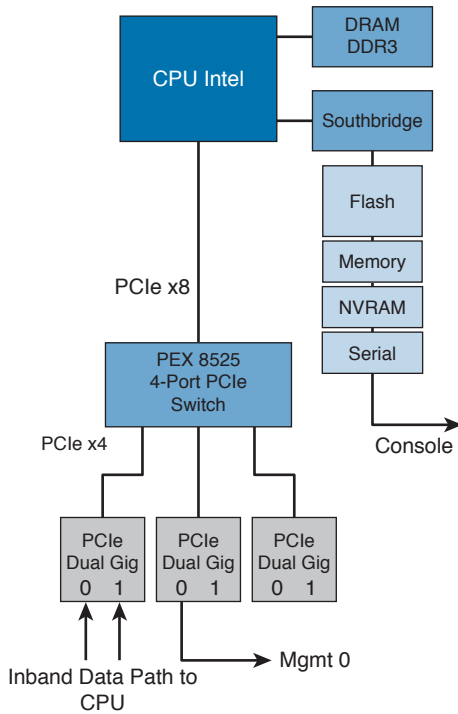 DRAM
DDR3
CPU Intel
Southbridge
Flash
Memory
NVRAM
Serial
Console
PCIe x8
PEX 8525
4-Port PCIe
Switch
PCIe x4
PCIe
Dual Gig
0 1
PCIe
Dual Gig
0 1
PCIe
Dual Gig
0 1
Mgmt 0
Inband Data Path to
CPU